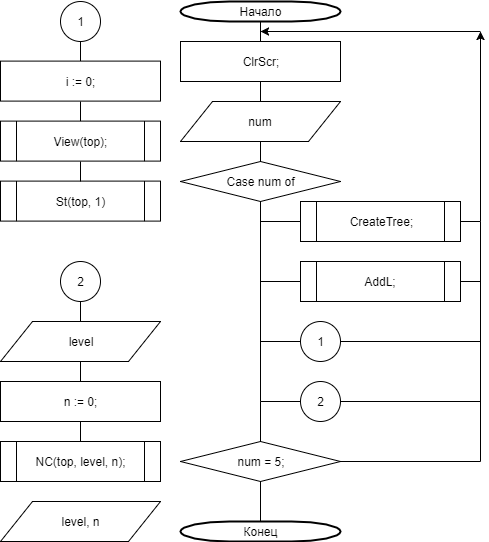 1
i := 0;
View(top);
St(top, 1)
2
level
n := 0;
NC(top, level, n);
level, n
Начало
ClrScr;
num
Case num of
CreateTree;
AddL;
1
2
num = 5;
Конец